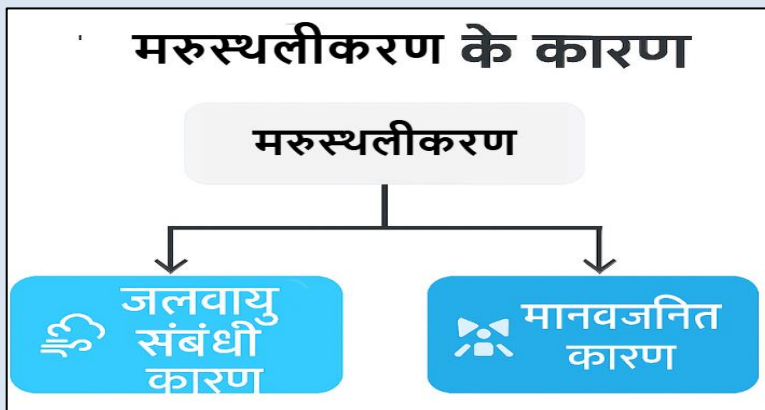 मरुस्थलीकरण के कारण
मरुस्थलीकरण
जलवायु
संबंधी
कारण
मानवजनित
कारण